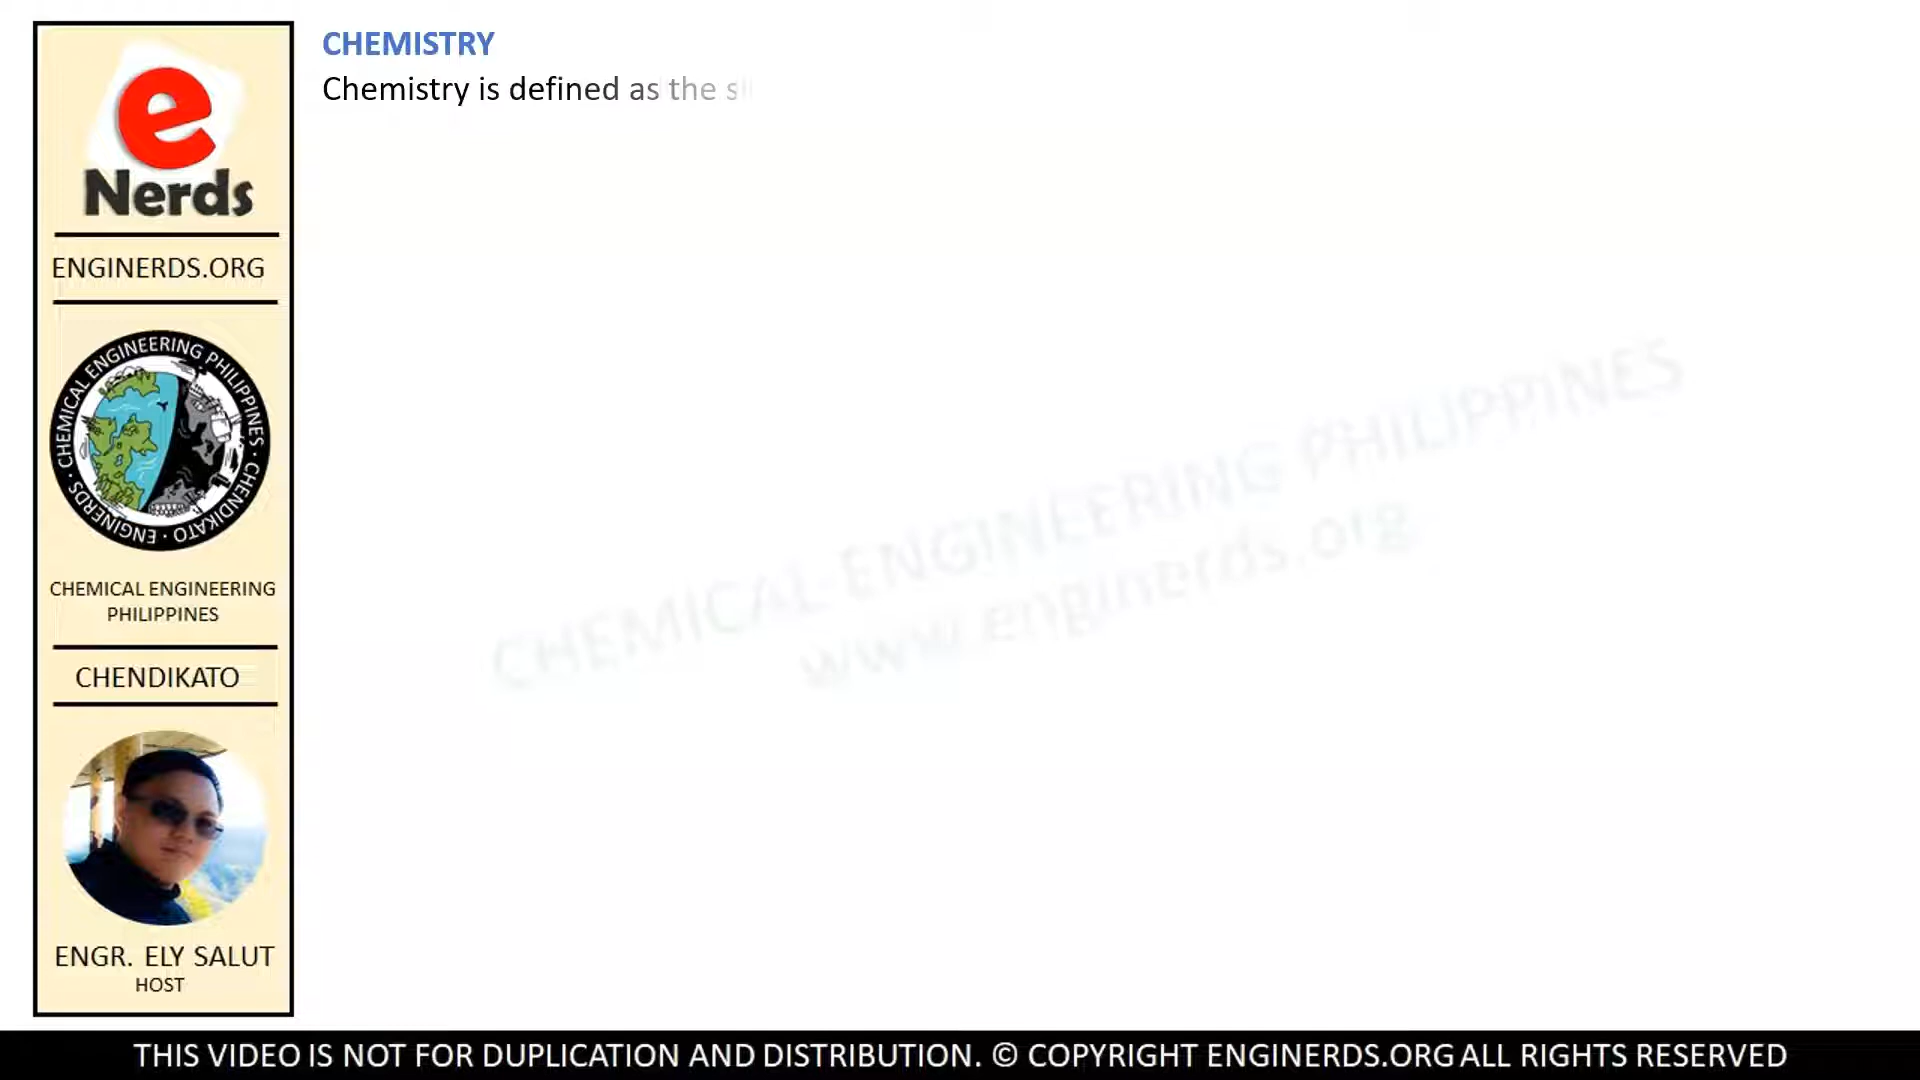 e
Nerds
ENGINERDS.ORG
CHEMICAL ENGINEERING PHILIPPINES · CHENDIKATO · ENGINERDS ·
CHEMICAL ENGINEERING
PHILIPPINES
CHENDIKATO
ENGR. ELY SALUT
HOST
CHEMISTRY
Chemistry is defined as the
CHEMICAL ENGINEERING PHILIPPINES
www.enginerds.org
THIS VIDEO IS NOT FOR DUPLICATION AND DISTRIBUTION. © COPYRIGHT ENGINERDS.ORG ALL RIGHTS RESERVED